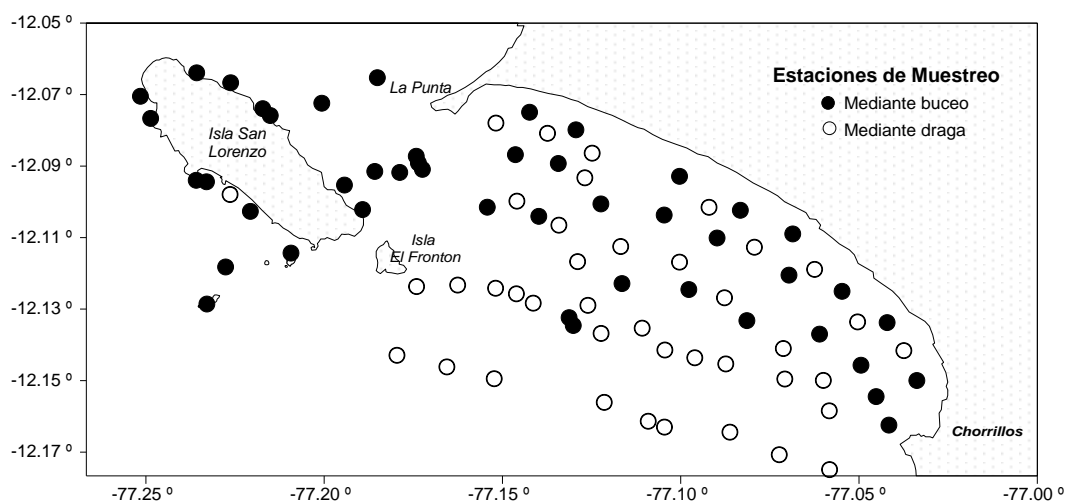 -12.05 º
-12.07 º
-12.09 º
-12.11 º
-12.13 º
-12.15 º
-12.17 º
La Punta
Estaciones de Muestreo
Mediante buceo
Mediante draga
Isla San
Lorenzo
Isla
El Fronton
Chorrillos
-77.25 º
-77.20 º
-77.15 º
-77.10 º
-77.05 º
-77.00 º